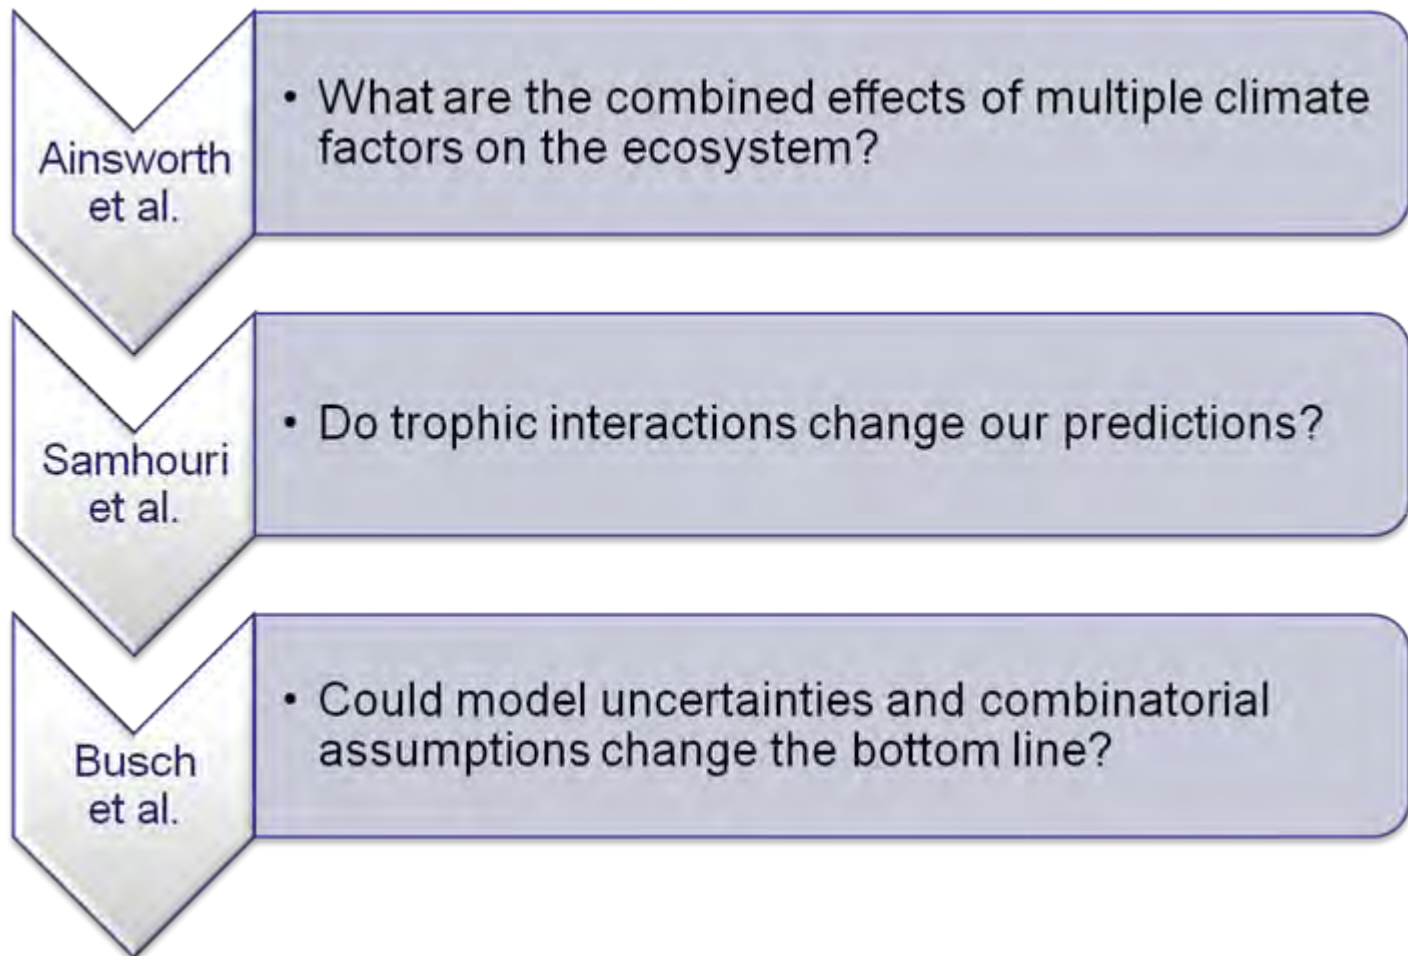 Ainsworth
et al.
• What are the combined effects of multiple climate
factors on the ecosystem?
Samhouri
et al.
• Do trophic interactions change our predictions?
Busch
et al.
• Could model uncertainties and combinatorial
assumptions change the bottom line?